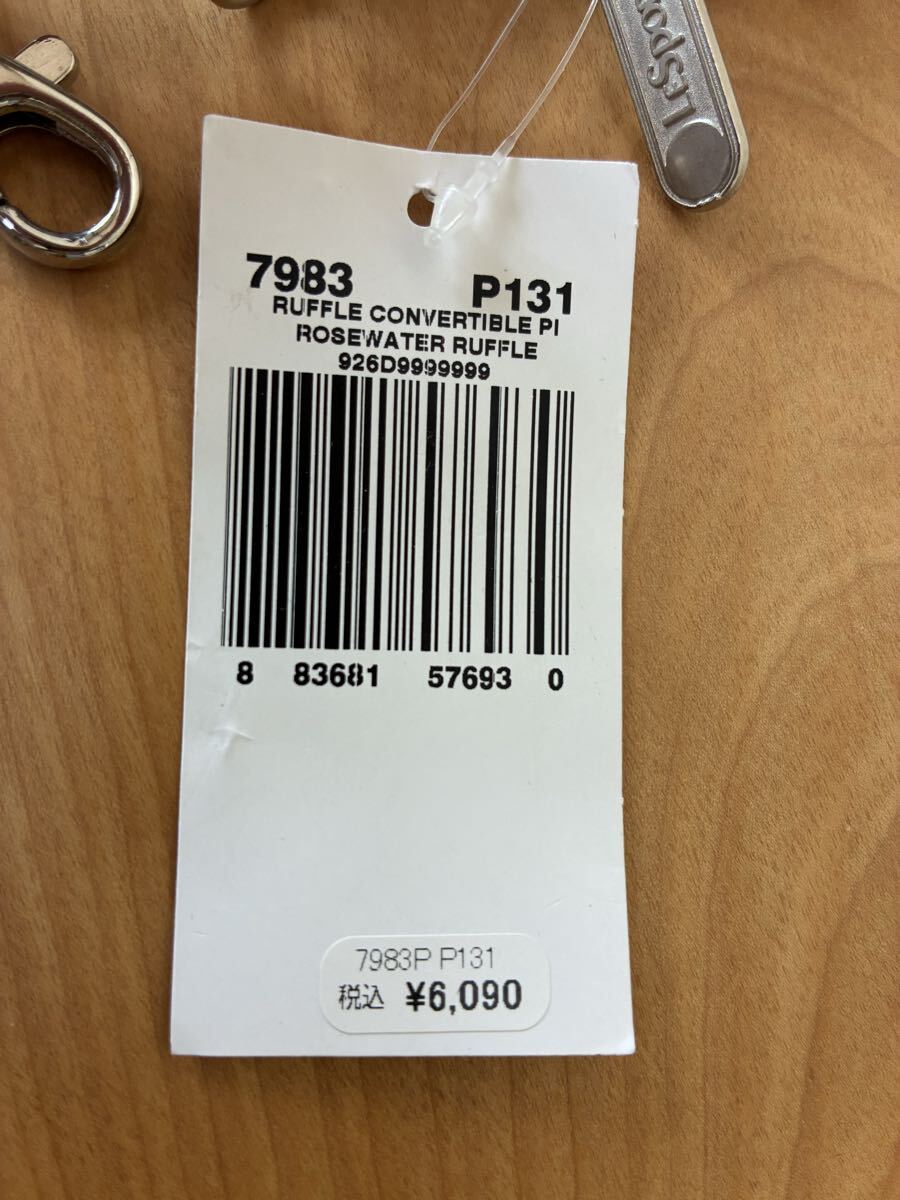 LeSpo
7983 P131
RUFFLE CONVERTIBLE PI
ROSEWATER RUFFLE
926D9999999
8 83681 57693 0
7983P P131
税込 ¥6,090